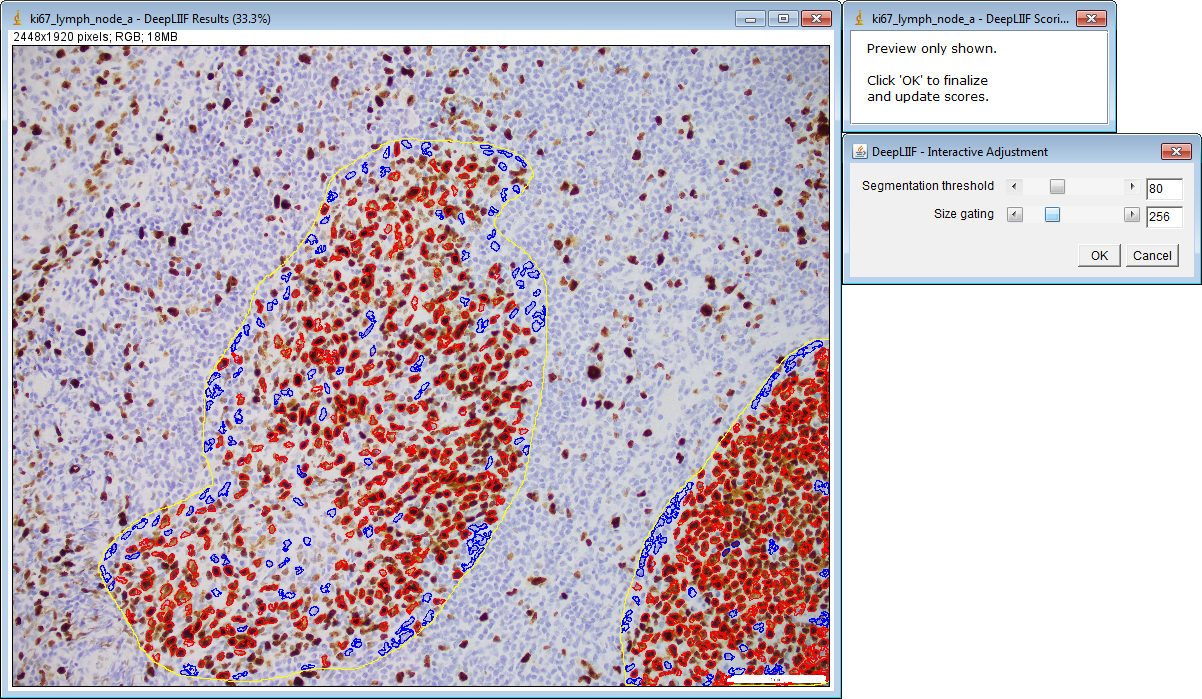 ki67_lymph_node_a - DeepLIIF Results (33.3%)
2448x1920 pixels; RGB; 18MB
ki67_lymph_node_a - DeepLIIF Scori...
Preview only shown.
Click 'OK' to finalize
and update scores.
DeepLIIF - Interactive Adjustment
Segmentation threshold
80
Size gating
256
OK
Cancel